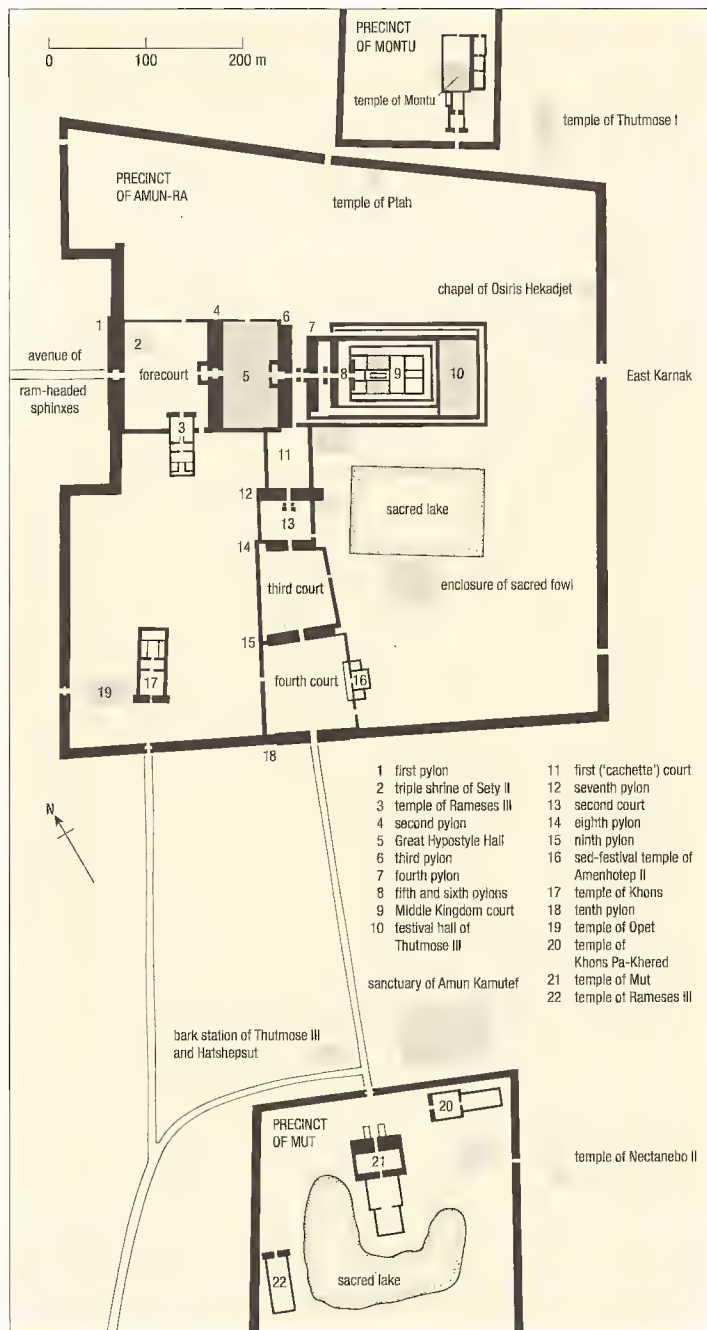 0 100 200 m
PRECINCT
OF MONTU
temple of Montu
temple of Thutmose I
PRECINCT
OF AMUN-RA
temple of Ptah
chapel of Osiris Hekadjet
1
2
4
6
7
avenue of
ram-headed
sphinxes
forecourt
5
8
9
10
East Karnak
3
11
12
13
sacred lake
14
third court
enclosure of sacred fowl
15
fourth court
16
17
19
18
N
1 first pylon
2 triple shrine of Sety II
3 temple of Rameses III
4 second pylon
5 Great Hypostyle Hall
6 third pylon
7 fourth pylon
8 fifth and sixth pylons
9 Middle Kingdom court
10 festival hall of
Thutmose III
11 first ('cachette') court
12 seventh pylon
13 second court
14 eighth pylon
15 ninth pylon
16 sed-festival temple of
Amenhotep II
17 temple of Khons
18 tenth pylon
19 temple of Opet
20 temple of
Khons Pa-Khered
21 temple of Mut
22 temple of Rameses III
sanctuary of Amun Kamutef
bark station of Thutmose III
and Hatshepsut
PRECINCT
OF MUT
20
21
temple of Nectanebo II
22
sacred lake